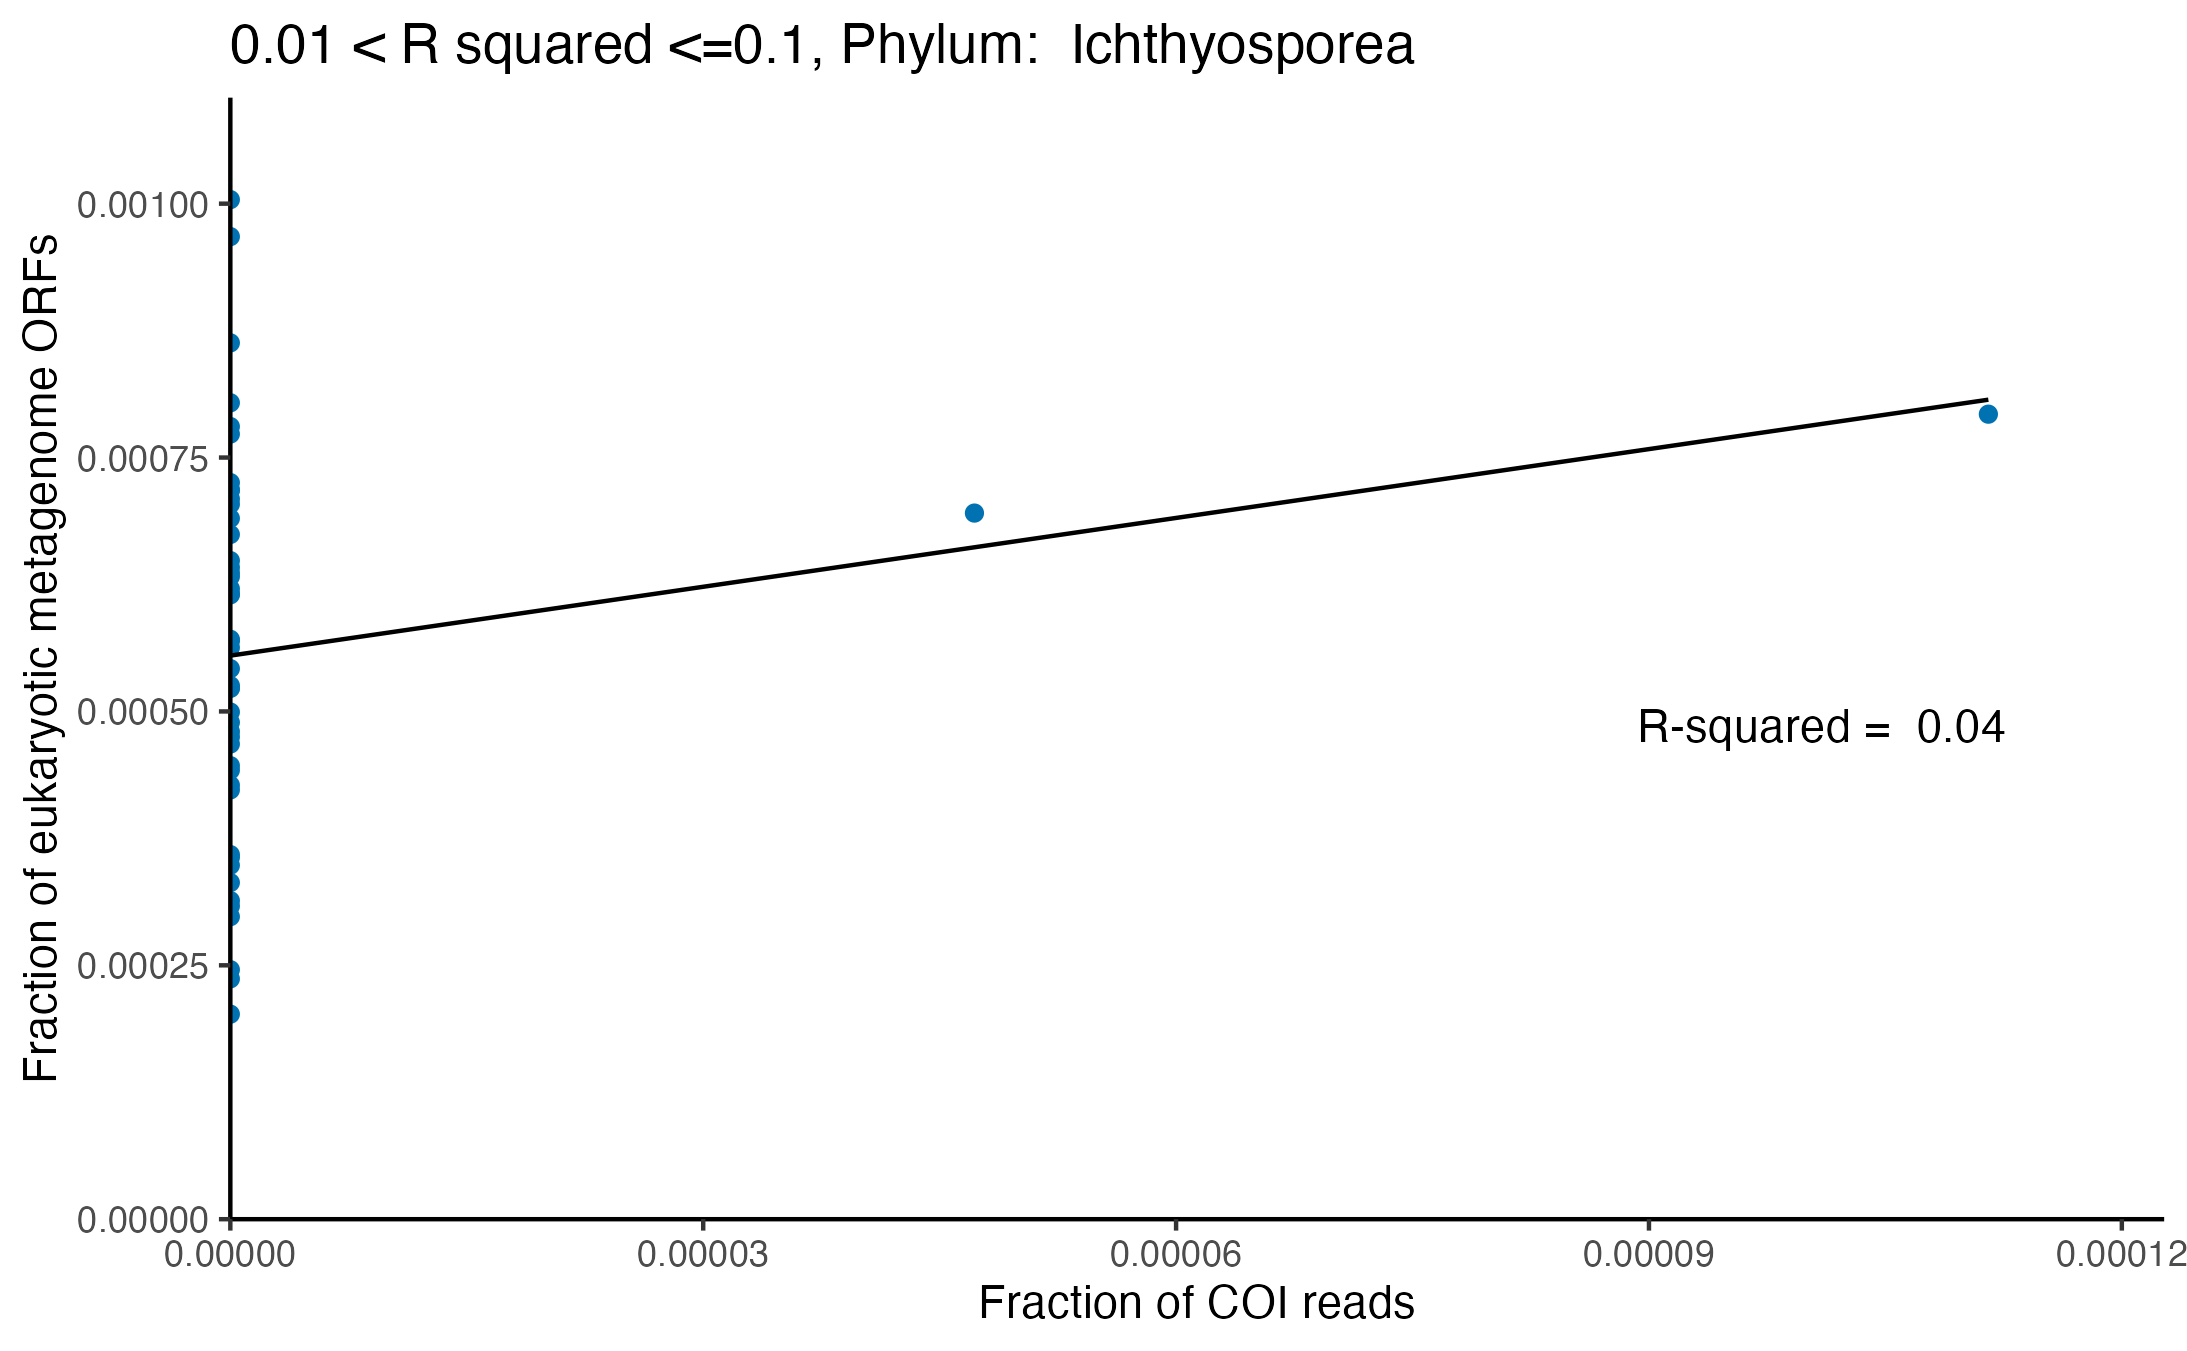 0.01 < R squared <=0.1, Phylum:  Ichthyosporea
Fraction of eukaryotic metagenome ORFs
0.00100
0.00075
0.00050
0.00025
0.00000
R-squared =  0.04
0.00000 0.00003 0.00006 0.00009 0.00012
Fraction of COI reads